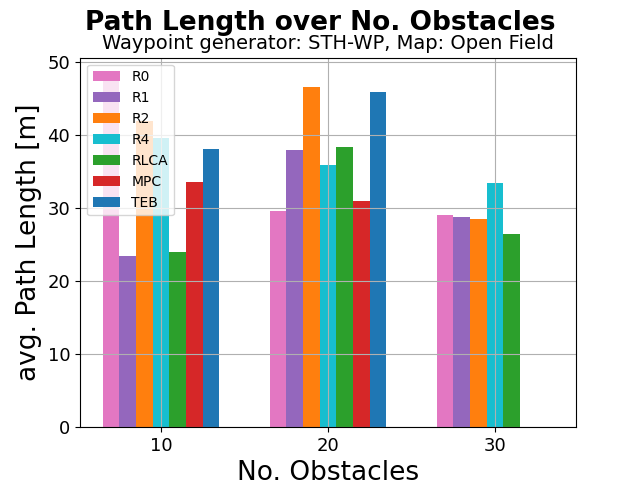 Path Length over No. Obstacles
Waypoint generator: STH-WP, Map: Open Field
avg. Path Length [m]
50
40
30
20
10
0
R0
R1
R2
R4
RLCA
MPC
TEB
10
20
30
No. Obstacles